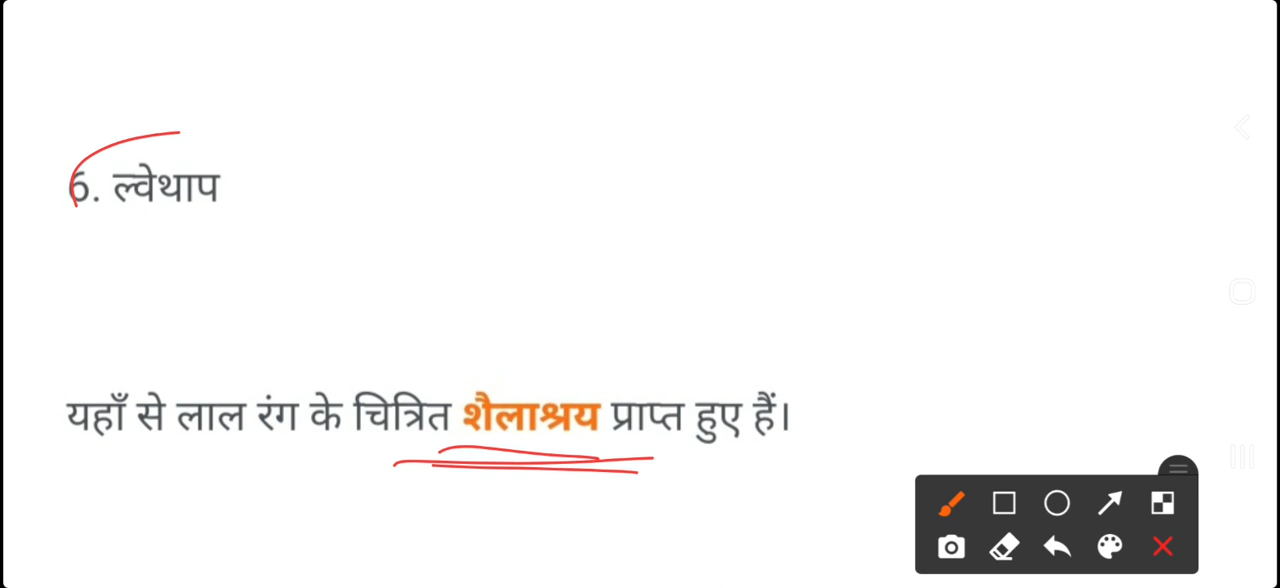 6. ल्वेथाप
यहाँ से लाल रंग के चित्रित शैलाश्रय प्राप्त हुए हैं।